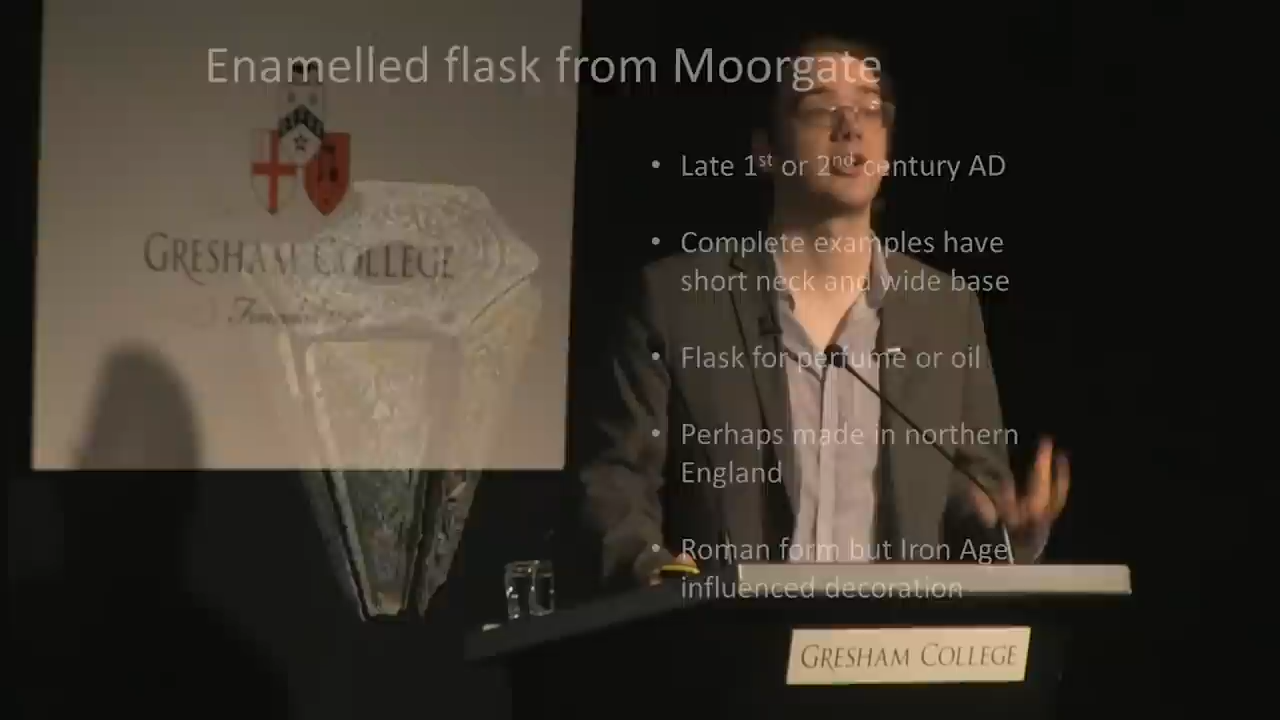 Enamelled flask from Moorgate
GRESHAM COLLEGE
• Late 1st or 2nd century AD
• Complete examples have
short neck and wide base
• Flask for perfume or oil
• Perhaps made in northern
England
• Roman form but Iron Age
influenced decoration
GRESHAM COLLEGE